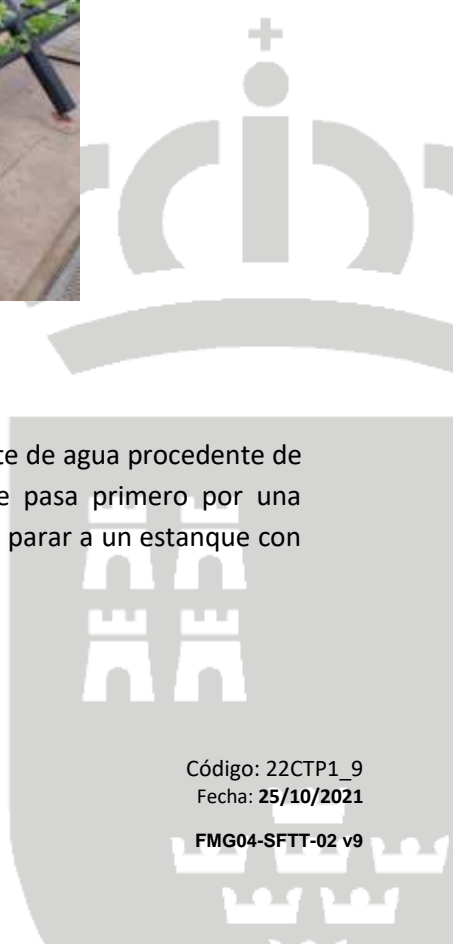 te de agua procedente de
e pasa primero por una
parar a un estanque con
Código: 22CTP1_9
Fecha: 25/10/2021
FMG04-SFTT-02 v9